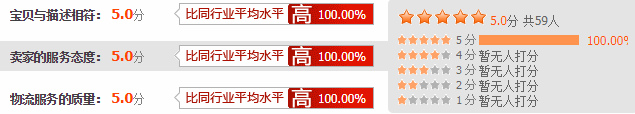 宝贝与描述相符： 5.0分 比同行业平均水平 高 100.00%
卖家的服务态度： 5.0分 比同行业平均水平 高 100.00%
物流服务的质量： 5.0分 比同行业平均水平 高 100.00%
5.0分 共59人
5 分 100.00%
4 分 暂无人打分
3 分 暂无人打分
2 分 暂无人打分
1 分 暂无人打分